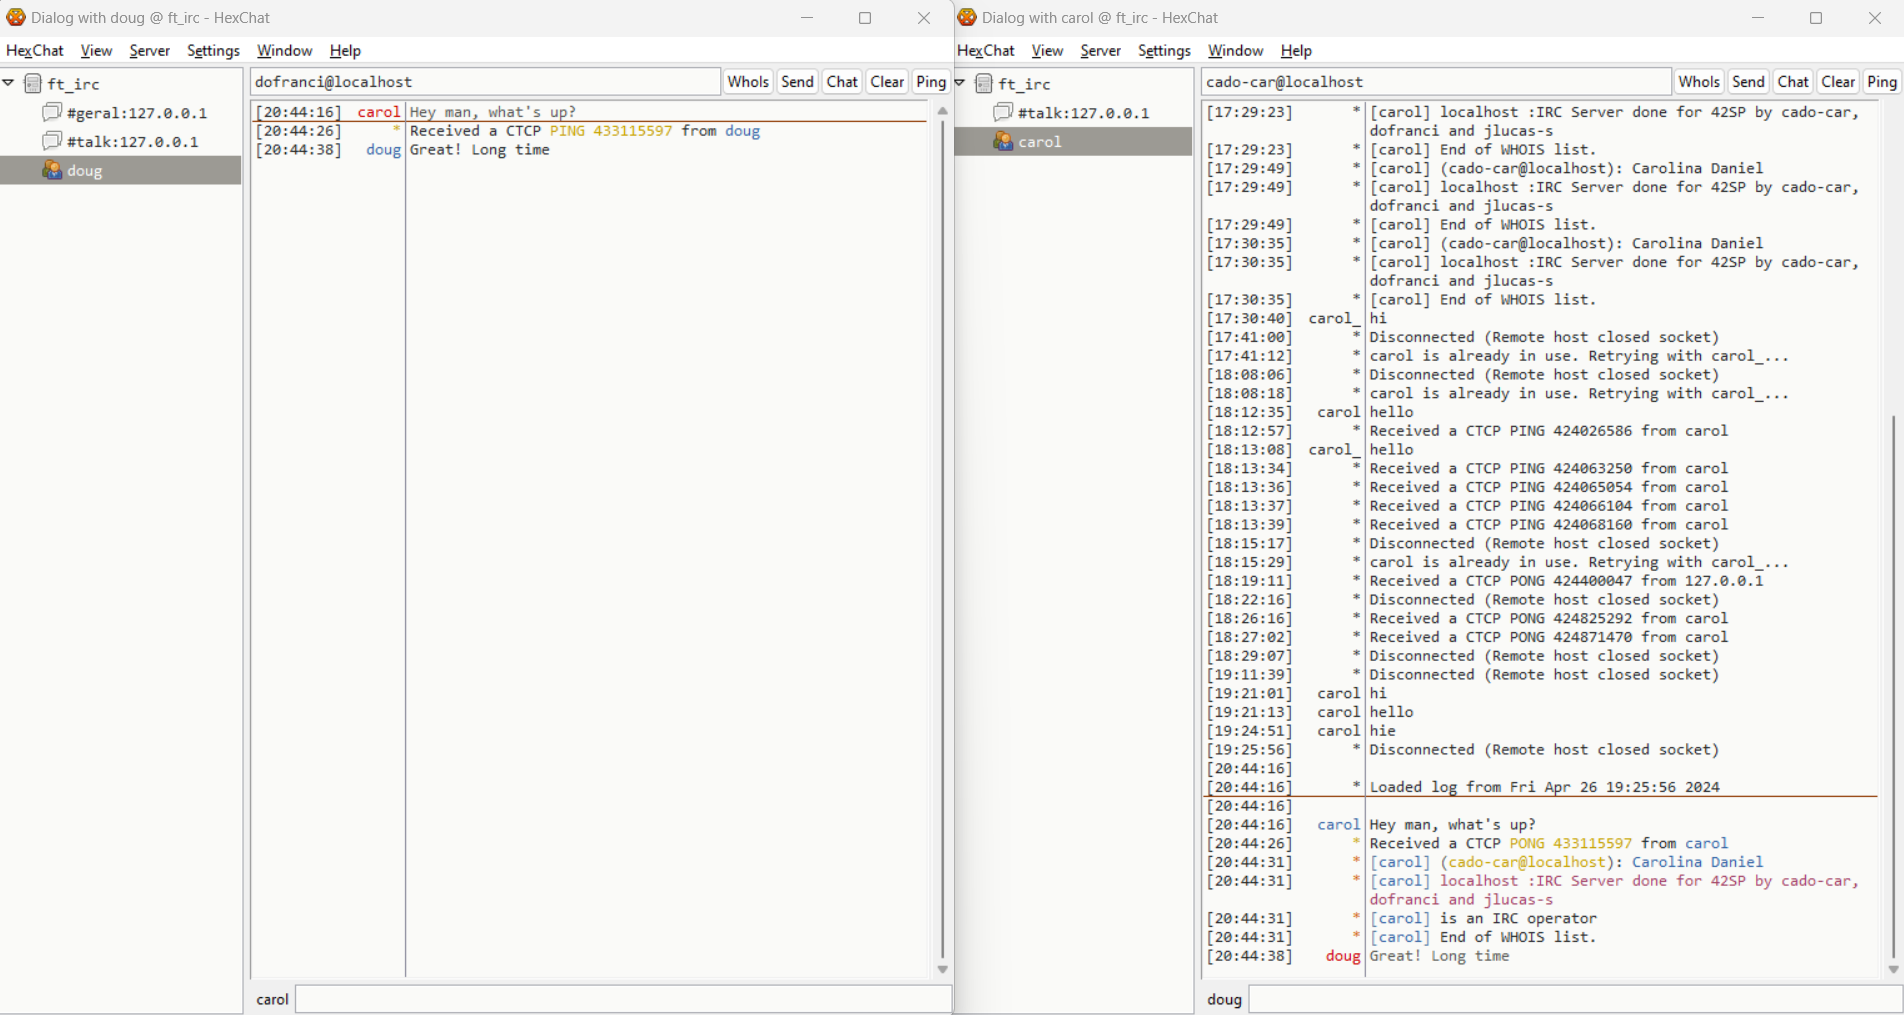 Dialog with doug @ ft_irc - HexChat
HexChat View Server Settings Window Help
ft_irc
#geral:127.0.0.1
#talk:127.0.0.1
doug
dofranci@localhost WhoIs Send Chat Clear Ping
[20:44:16] carol Hey man, what's up?
[20:44:26] * Received a CTCP PING 433115597 from doug
[20:44:38] doug Great! Long time
carol
Dialog with carol @ ft_irc - HexChat
HexChat View Server Settings Window Help
ft_irc
#talk:127.0.0.1
carol
cado-car@localhost WhoIs Send Chat Clear Ping
[17:29:23] * [carol] localhost :IRC Server done for 42SP by cado-car,
dofranci and jlucas-s
[17:29:23] * [carol] End of WHOIS list.
[17:29:49] * [carol] (cado-car@localhost): Carolina Daniel
[17:29:49] * [carol] localhost :IRC Server done for 42SP by cado-car,
dofranci and jlucas-s
[17:29:49] * [carol] End of WHOIS list.
[17:30:35] * [carol] (cado-car@localhost): Carolina Daniel
[17:30:35] * [carol] localhost :IRC Server done for 42SP by cado-car,
dofranci and jlucas-s
[17:30:35] * [carol] End of WHOIS list.
[17:30:40] carol_ hi
[17:41:00] * Disconnected (Remote host closed socket)
[17:41:12] * carol is already in use. Retrying with carol_...
[18:08:06] * Disconnected (Remote host closed socket)
[18:08:18] * carol is already in use. Retrying with carol_...
[18:12:35] carol hello
[18:12:57] * Received a CTCP PING 424026586 from carol
[18:13:08] carol_ hello
[18:13:34] * Received a CTCP PING 424063250 from carol
[18:13:36] * Received a CTCP PING 424065054 from carol
[18:13:37] * Received a CTCP PING 424066104 from carol
[18:13:39] * Received a CTCP PING 424068160 from carol
[18:15:17] * Disconnected (Remote host closed socket)
[18:15:29] * carol is already in use. Retrying with carol_...
[18:19:11] * Received a CTCP PONG 424400047 from 127.0.0.1
[18:22:16] * Disconnected (Remote host closed socket)
[18:26:16] * Received a CTCP PONG 424825292 from carol
[18:27:02] * Received a CTCP PONG 424871470 from carol
[18:29:07] * Disconnected (Remote host closed socket)
[19:11:39] * Disconnected (Remote host closed socket)
[19:21:01] carol hi
[19:21:13] carol hello
[19:24:51] carol hie
[19:25:56] * Disconnected (Remote host closed socket)
[20:44:16]
[20:44:16] * Loaded log from Fri Apr 26 19:25:56 2024
[20:44:16]
[20:44:16] carol Hey man, what's up?
[20:44:26] * Received a CTCP PONG 433115597 from carol
[20:44:31] * [carol] (cado-car@localhost): Carolina Daniel
[20:44:31] * [carol] localhost :IRC Server done for 42SP by cado-car,
dofranci and jlucas-s
[20:44:31] * [carol] is an IRC operator
[20:44:31] * [carol] End of WHOIS list.
[20:44:38] doug Great! Long time
doug